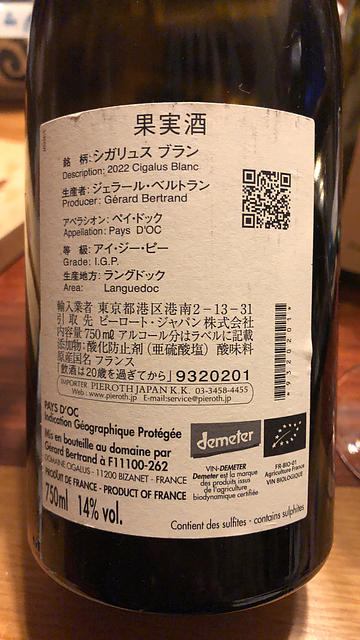 果実酒
銘 柄:シガリュス ブラン
Description: 2022 Cigalus Blanc
生産者:ジェラール・ベルトラン
Producer: Gérard Bertrand
アペラシオン:ペイ・ドック
Appellation: Pays D'OC
等 級:アイ・ジー・ピー
Grade: I.G.P.
生産地方:ラングドック
Area: Languedoc
輸入業者 東京都港区港南2-13-31
引 取 先 ピーロート・ジャパン株式会社
内容量750mℓ アルコール分はラベルに記載
添加物:酸化防止剤(亜硫酸塩) 酸味料
原産国名 フランス
飲酒は20歳を過ぎてから 9320201
IMPORTER PIEROTH JAPAN K.K. 03-3458-4455
Web : www.pieroth.jp E-mail:service@pieroth.jp
*9320201*
PAYS D'OC
Indication Géographique Protégée
Mis en bouteille au domaine par
Gérard Bertrand à F11100-262
DOMAINE CIGALUS - 11200 BIZANET - FRANCE
PRODUIT DE FRANCE - PRODUCT OF FRANCE
750ml 14% vol.
demeter
VIN-DEMETER
Demeter est la marque
des produits issus
de l'agriculture
biodynamique certifiée
FR-BIO-01
Agriculture France
VIN BIOLOGIQUE
Contient des sulfites - contains sulphites